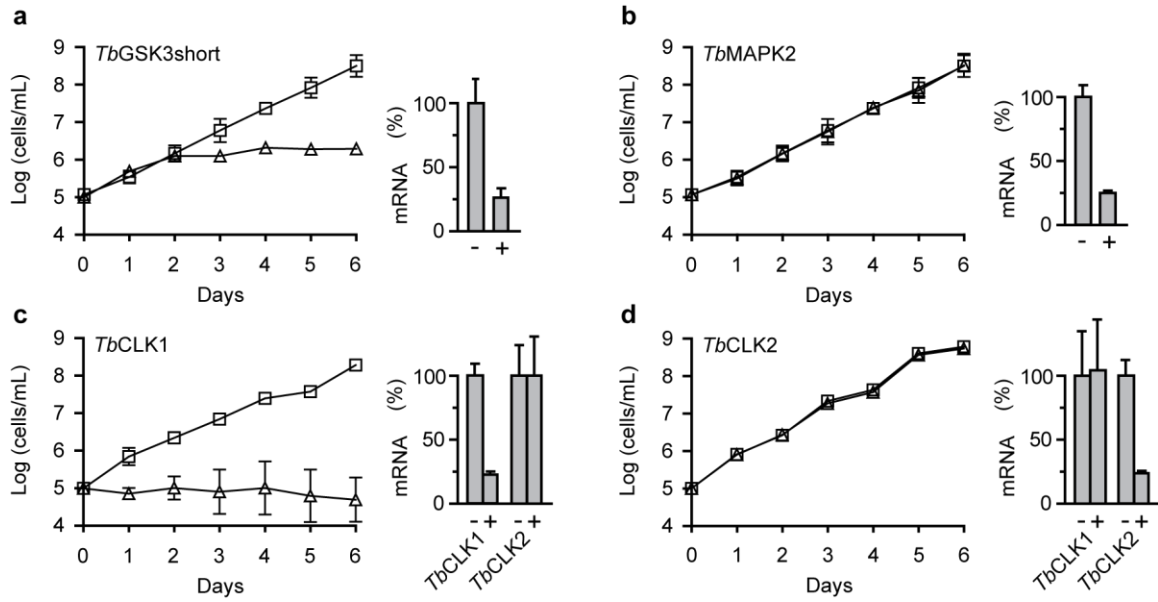 a
TbGSK3short
Log (cells/mL)
9
8
7
6
5
4
0 1 2 3 4 5 6
Days
mRNA (%)
100
50
0
- +
b
TbMAPK2
Log (cells/mL)
9
8
7
6
5
4
0 1 2 3 4 5 6
Days
mRNA (%)
100
50
0
- +
c
TbCLK1
Log (cells/mL)
9
8
7
6
5
4
0 1 2 3 4 5 6
Days
mRNA (%)
100
50
0
- + - +
TbCLK1 TbCLK2
d
TbCLK2
Log (cells/mL)
9
8
7
6
5
4
0 1 2 3 4 5 6
Days
mRNA (%)
100
50
0
- + - +
TbCLK1 TbCLK2